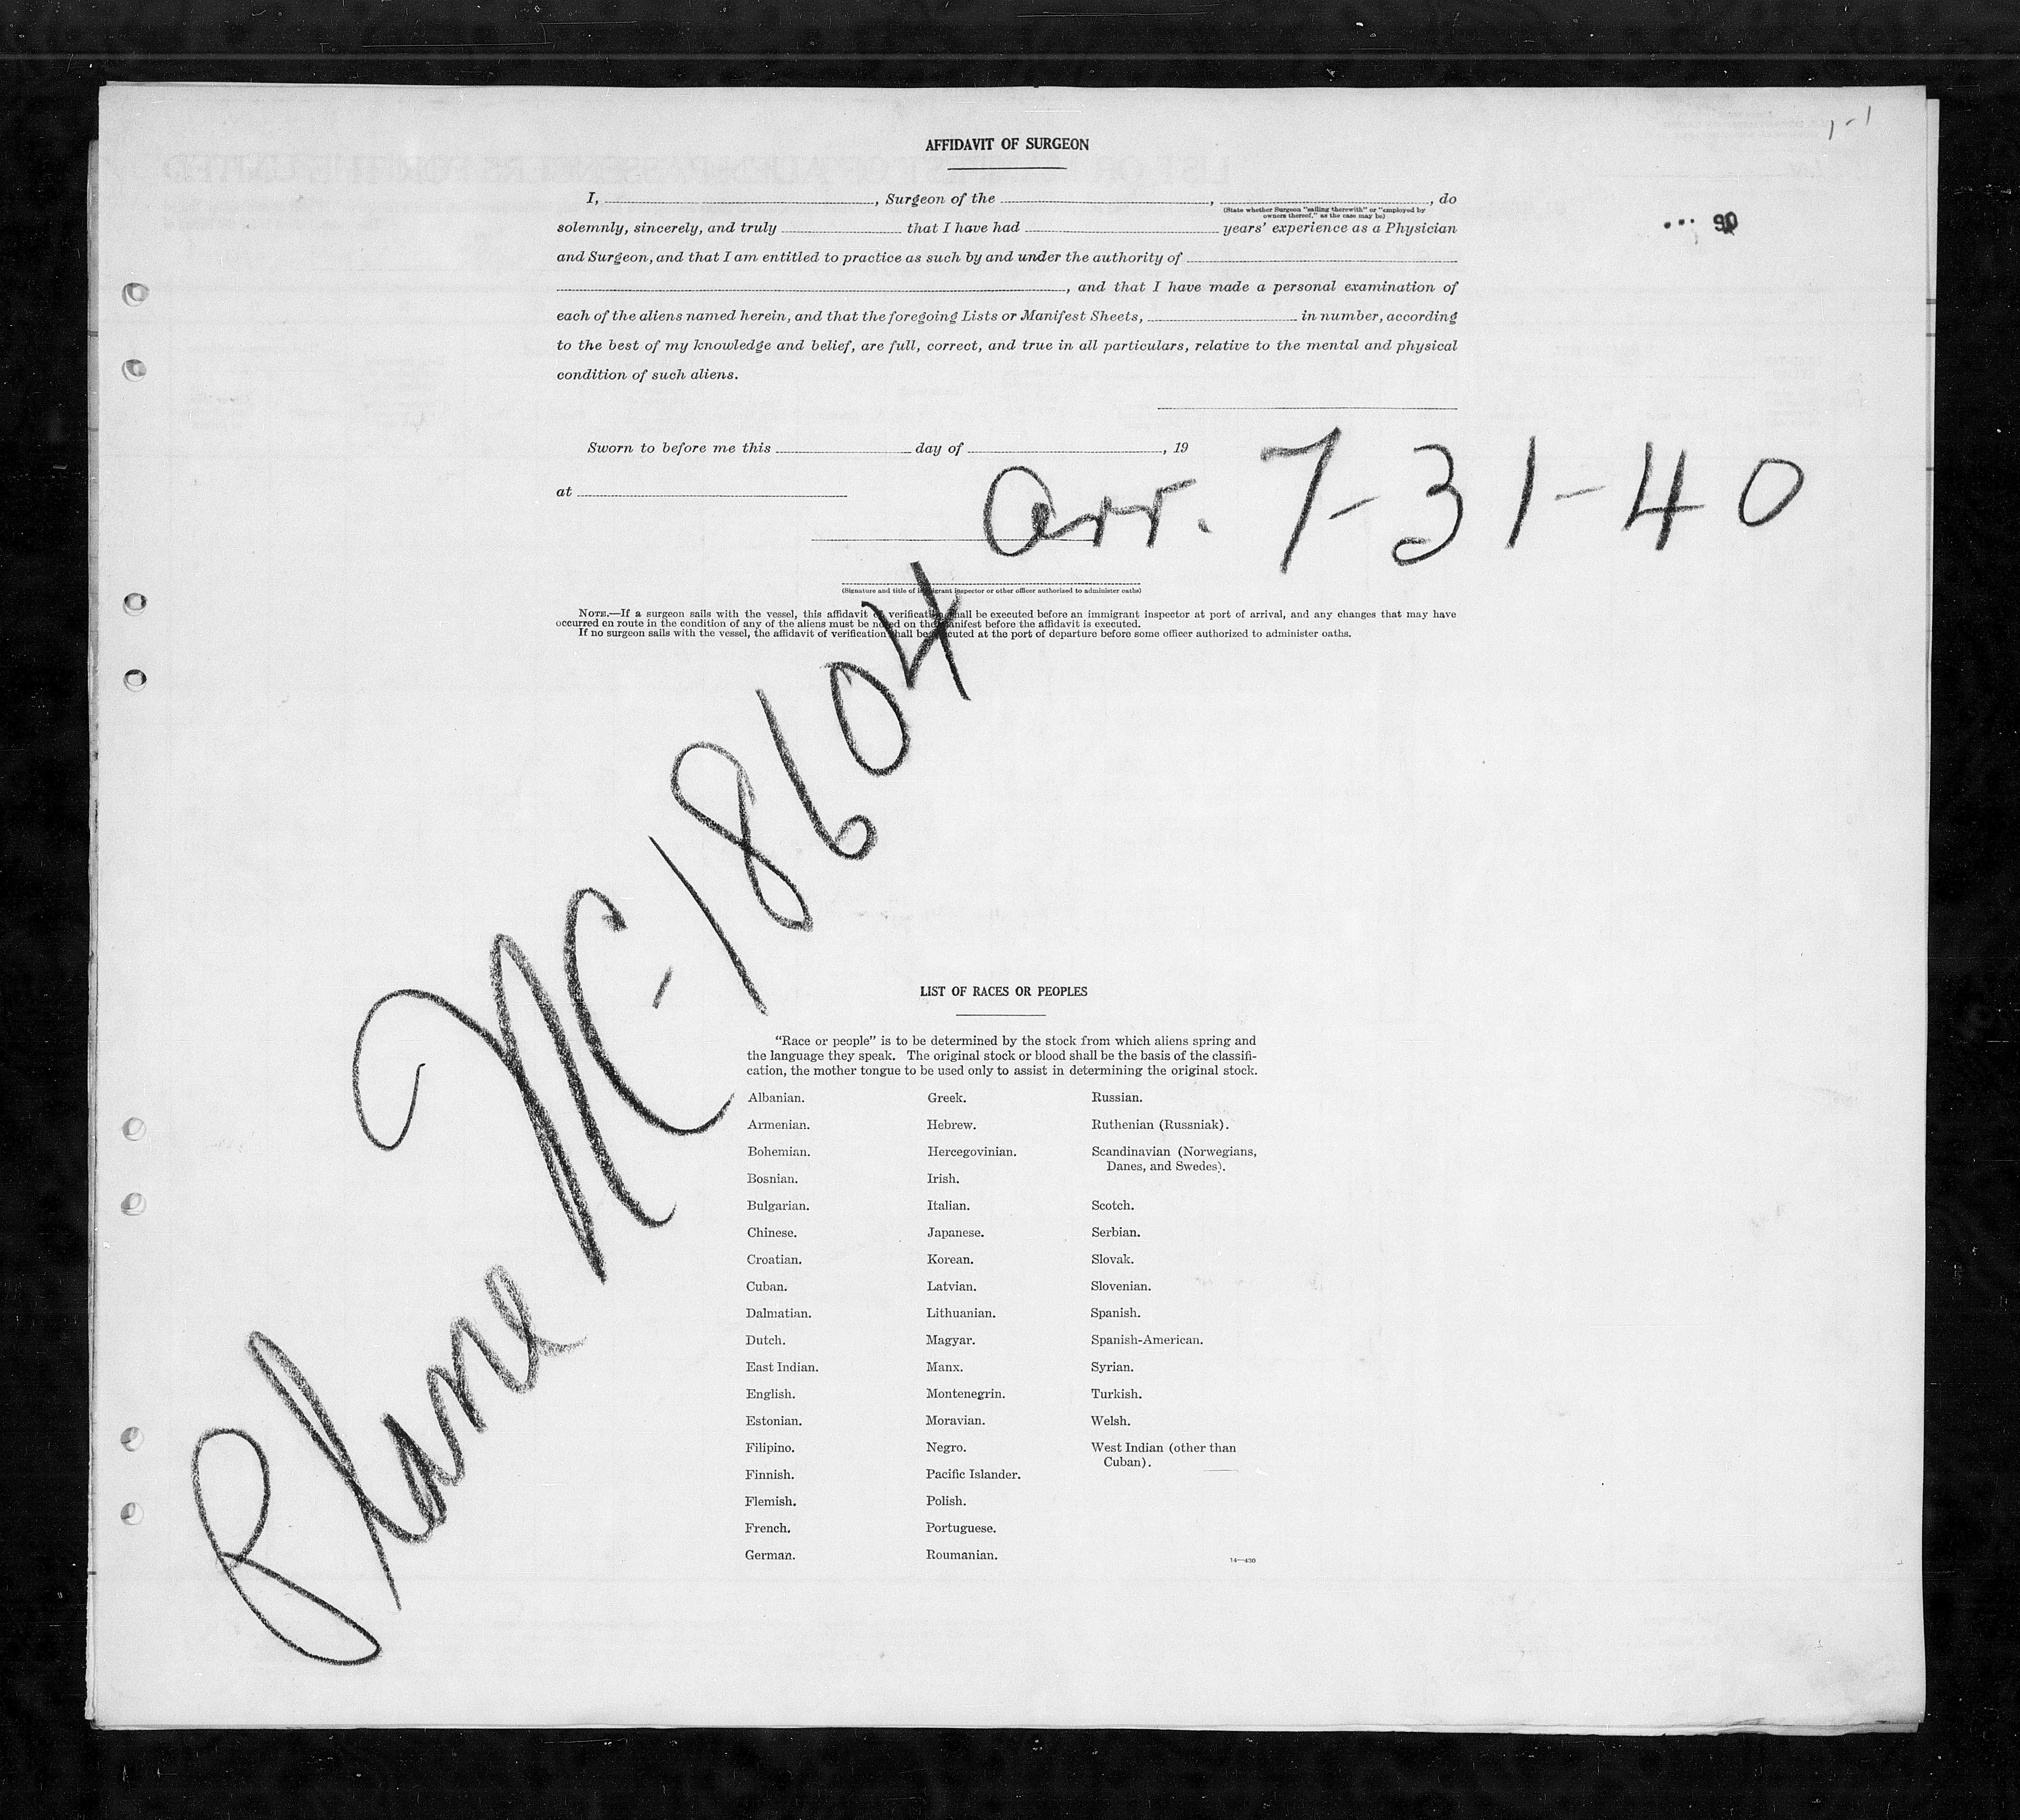 1-1
AFFIDAVIT OF SURGEON
90
I, , Surgeon of the , , do
(State whether Surgeon "sailing therewith" or "employed by
owners thereof," as the case may be)
solemnly, sincerely, and truly that I have had years' experience as a Physician
and Surgeon, and that I am entitled to practice as such by and under the authority of
, and that I have made a personal examination of
each of the aliens named herein, and that the foregoing Lists or Manifest Sheets, in number, according
to the best of my knowledge and belief, are full, correct, and true in all particulars, relative to the mental and physical
condition of such aliens.
Sworn to before me this day of , 19
at
arr. 7-31-40
(Signature and title of immigrant inspector or other officer authorized to administer oaths)
NOTE.—If a surgeon sails with the vessel, this affidavit of verification shall be executed before an immigrant inspector at port of arrival, and any changes that may have
occurred en route in the condition of any of the aliens must be noted on the manifest before the affidavit is executed.
If no surgeon sails with the vessel, the affidavit of verification shall be executed at the port of departure before some officer authorized to administer oaths.
Plane NC-18604
LIST OF RACES OR PEOPLES
"Race or people" is to be determined by the stock from which aliens spring and
the language they speak. The original stock or blood shall be the basis of the classifi-
cation, the mother tongue to be used only to assist in determining the original stock.
Albanian.
Armenian.
Bohemian.
Bosnian.
Bulgarian.
Chinese.
Croatian.
Cuban.
Dalmatian.
Dutch.
East Indian.
English.
Estonian.
Filipino.
Finnish.
Flemish.
French.
German.
Greek.
Hebrew.
Hercegovinian.
Irish.
Italian.
Japanese.
Korean.
Latvian.
Lithuanian.
Magyar.
Manx.
Montenegrin.
Moravian.
Negro.
Pacific Islander.
Polish.
Portuguese.
Roumanian.
Russian.
Ruthenian (Russniak).
Scandinavian (Norwegians,
Danes, and Swedes).
Scotch.
Serbian.
Slovak.
Slovenian.
Spanish.
Spanish-American.
Syrian.
Turkish.
Welsh.
West Indian (other than
Cuban).
14—430